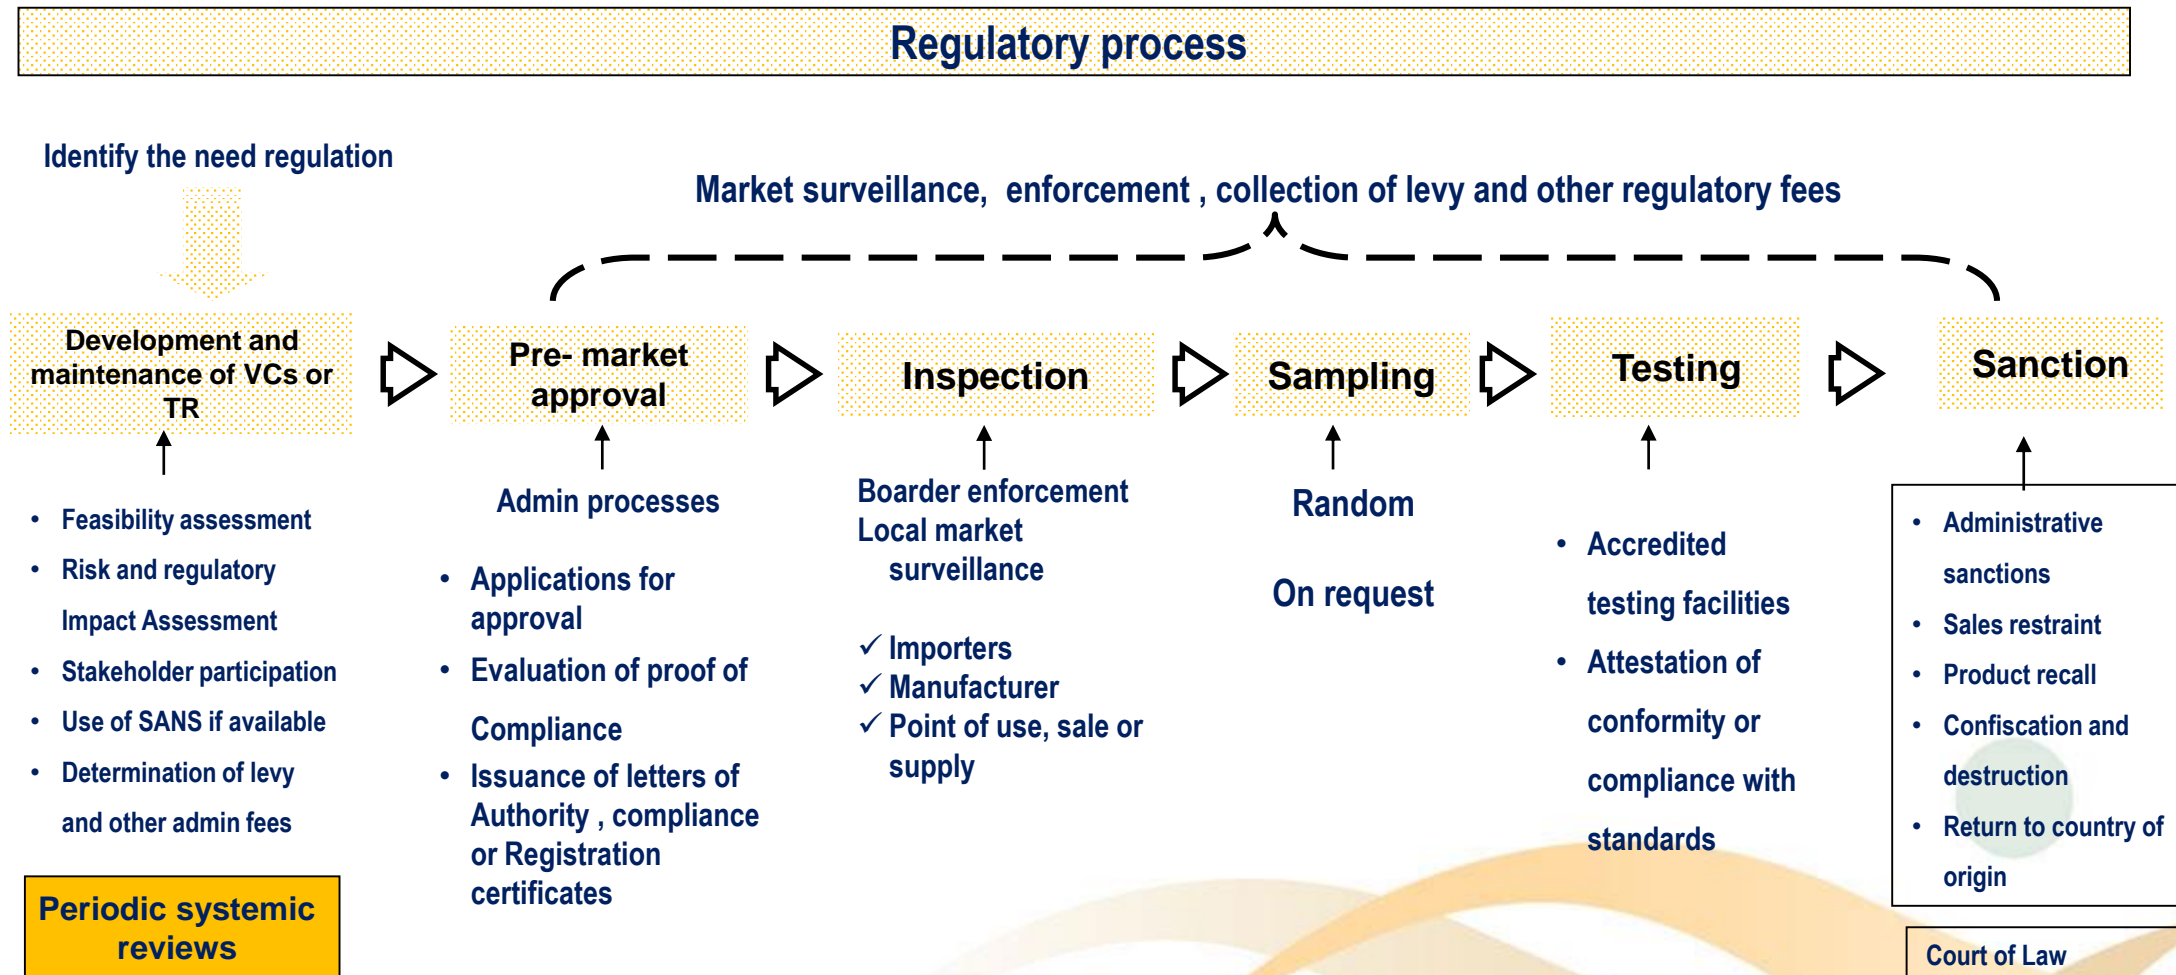 Regulatory process
Identify the need regulation
Market surveillance,  enforcement , collection of levy and other regulatory fees
Development and
maintenance of VCs or
TR
Pre- market
approval
Inspection
Sampling
Testing
Sanction
• Feasibility assessment
• Risk and regulatory
Impact Assessment
• Stakeholder participation
• Use of SANS if available
• Determination of levy
and other admin fees
Periodic systemic
reviews
Admin processes
• Applications for
approval
• Evaluation of proof of
Compliance
• Issuance of letters of
Authority , compliance
or Registration
certificates
Boarder enforcement
Local market
surveillance
✓ Importers
✓ Manufacturer
✓ Point of use, sale or
supply
Random
On request
• Accredited
testing facilities
• Attestation of
conformity or
compliance with
standards
• Administrative
sanctions
• Sales restraint
• Product recall
• Confiscation and
destruction
• Return to country of
origin
Court of Law